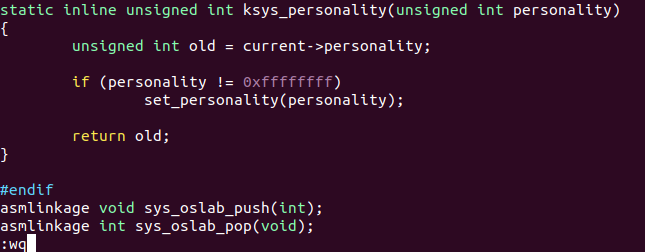 static inline unsigned int ksys_personality(unsigned int personality)
{
        unsigned int old = current->personality;

        if (personality != 0xffffffff)
                set_personality(personality);

        return old;
}

#endif
asmlinkage void sys_oslab_push(int);
asmlinkage int sys_oslab_pop(void);
:wq